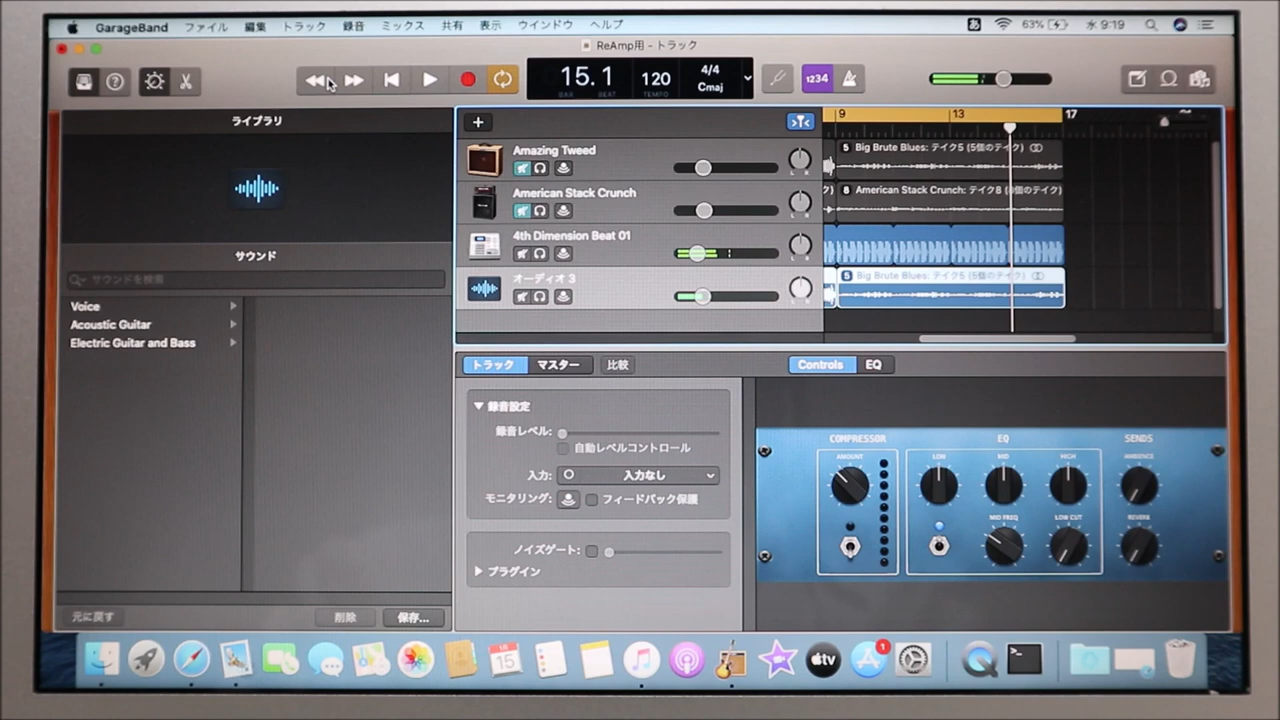 GarageBand ファイル 編集 トラック 録音 ミックス 共有 表示 ウインドウ ヘルプ あ 63% 水 9:19
ReAmp用 - トラック
15.1 120 4/4 Cmaj 1234
BAR BEAT TEMPO
ライブラリ
サウンド
サウンドを検索
Voice
Acoustic Guitar
Electric Guitar and Bass
元に戻す 削除 保存...
9 13 17
Amazing Tweed
5 Big Brute Blues: テイク5 (5個のテイク)
American Stack Crunch
8 American Stack Crunch: テイク8
4th Dimension Beat 01
オーディオ 3
5 Big Brute Blues: テイク5 (5個のテイク)
トラック マスター 比較 Controls EQ
録音設定
録音レベル:
自動レベルコントロール
入力: 入力なし
モニタリング: フィードバック保護
ノイズゲート:
プラグイン
COMPRESSOR EQ SENDS
AMOUNT LOW MID HIGH AMBIENCE
MID FREQ LOW CUT REVERB
15
tv
1